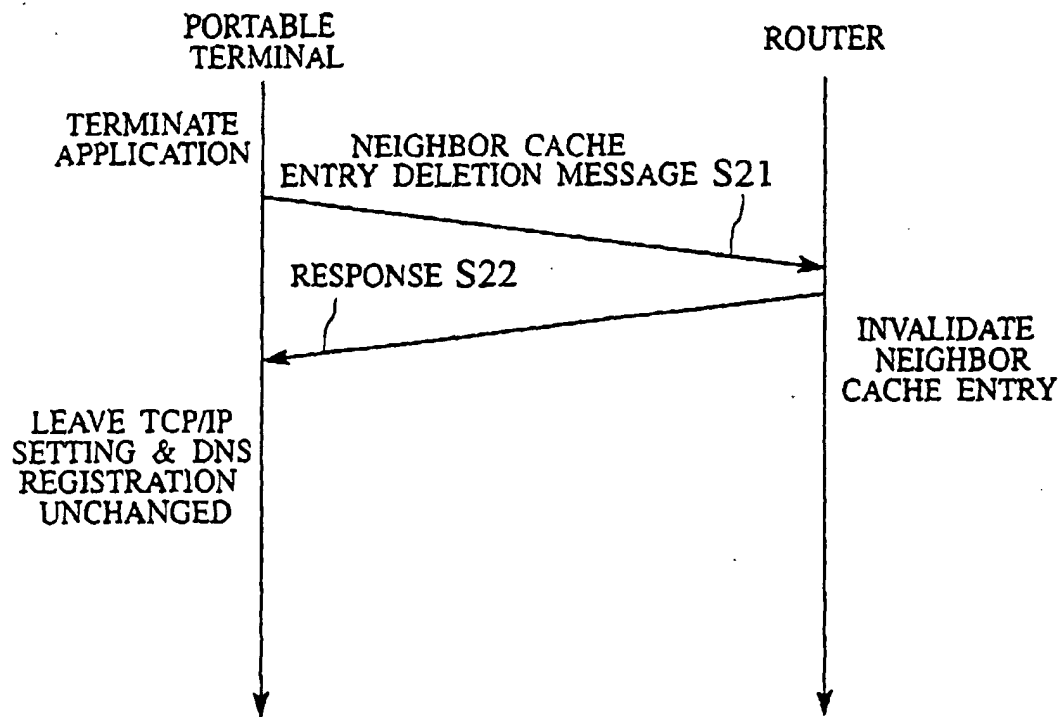 PORTABLE
TERMINAL
ROUTER
TERMINATE
APPLICATION
NEIGHBOR CACHE
ENTRY DELETION MESSAGE S21
RESPONSE S22
INVALIDATE
NEIGHBOR
CACHE ENTRY
LEAVE TCP/IP
SETTING & DNS
REGISTRATION
UNCHANGED